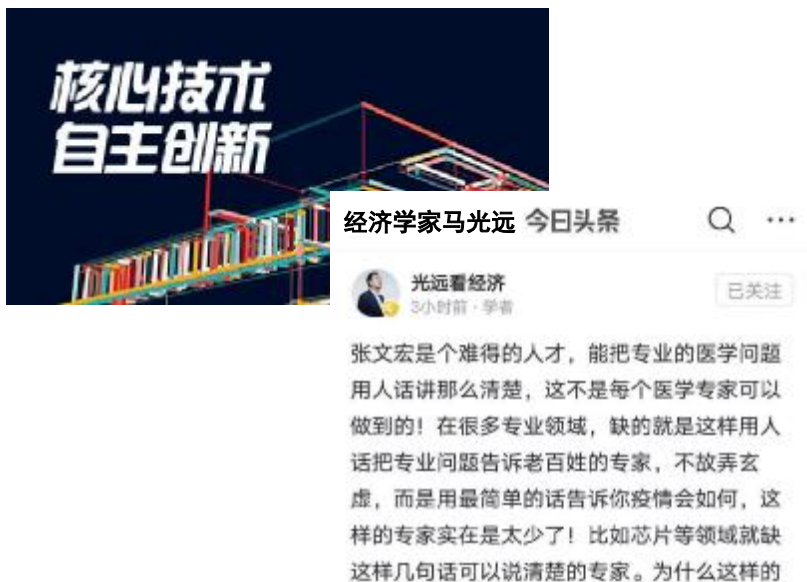 核心技术
自主创新
经济学家马光远 今日头条
光远看经济
3小时前·学者
已关注
张文宏是个难得的人才，能把专业的医学问题
用人话讲那么清楚，这不是每个医学专家可以
做到的！在很多专业领域，缺的就是这样用人
话把专业问题告诉老百姓的专家，不故弄玄
虚，而是用最简单的话告诉你疫情会如何，这
样的专家实在是太少了！比如芯片等领域就缺
这样几句话可以说清楚的专家。为什么这样的